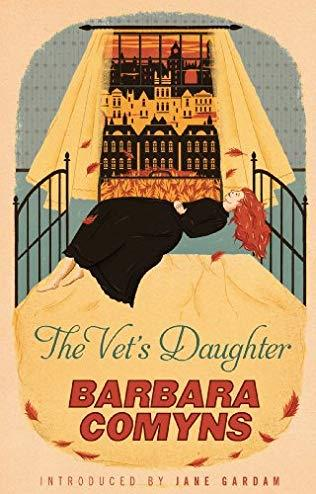 The Vet's Daughter
BARBARA
COMYNS
INTRODUCED BY JANE GARDAM